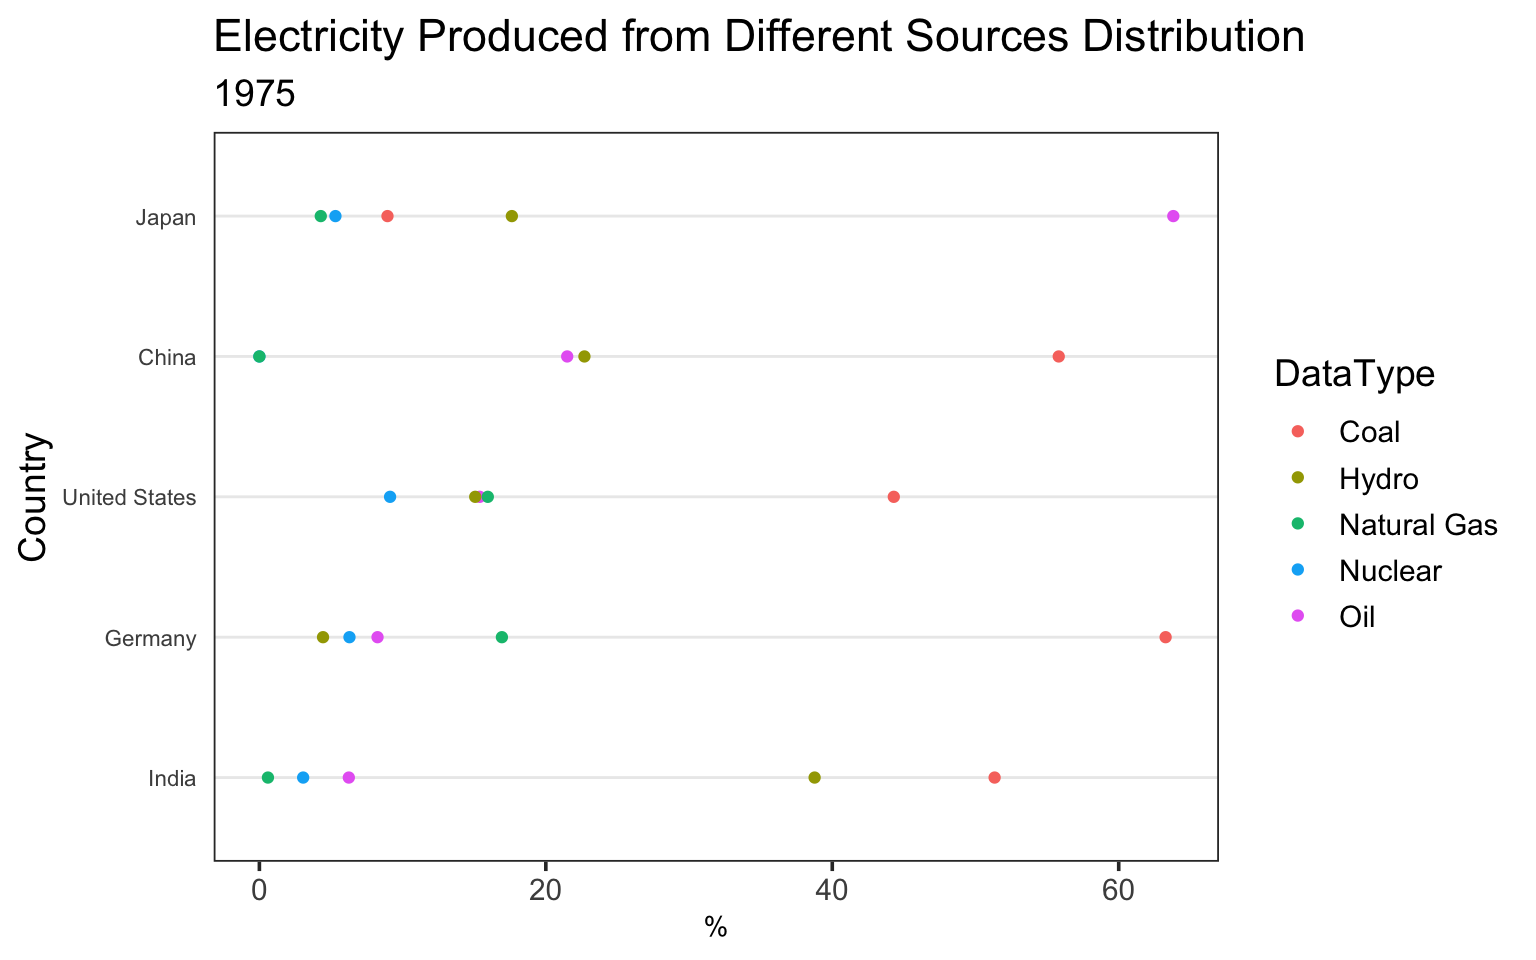 Electricity Produced from Different Sources Distribution
1975
Country
Japan
China
United States
Germany
India
0 20 40 60
%
DataType
Coal
Hydro
Natural Gas
Nuclear
Oil